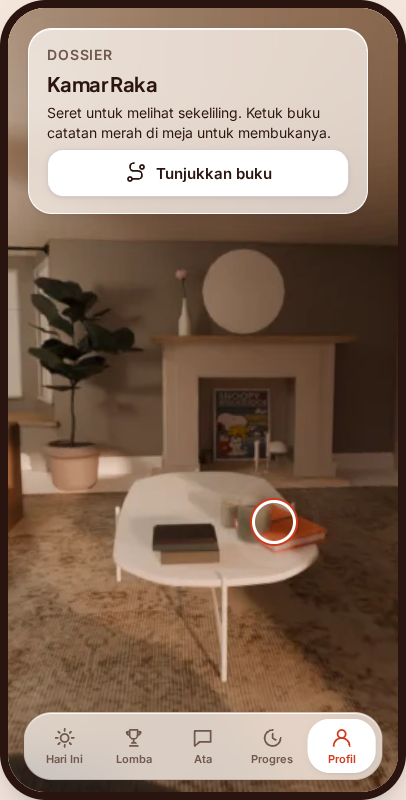 DOSSIER
Kamar Raka
Seret untuk melihat sekeliling. Ketuk buku
catatan merah di meja untuk membukanya.
Tunjukkan buku
SNOOPY
Hari Ini
Lomba
Ata
Progres
Profil